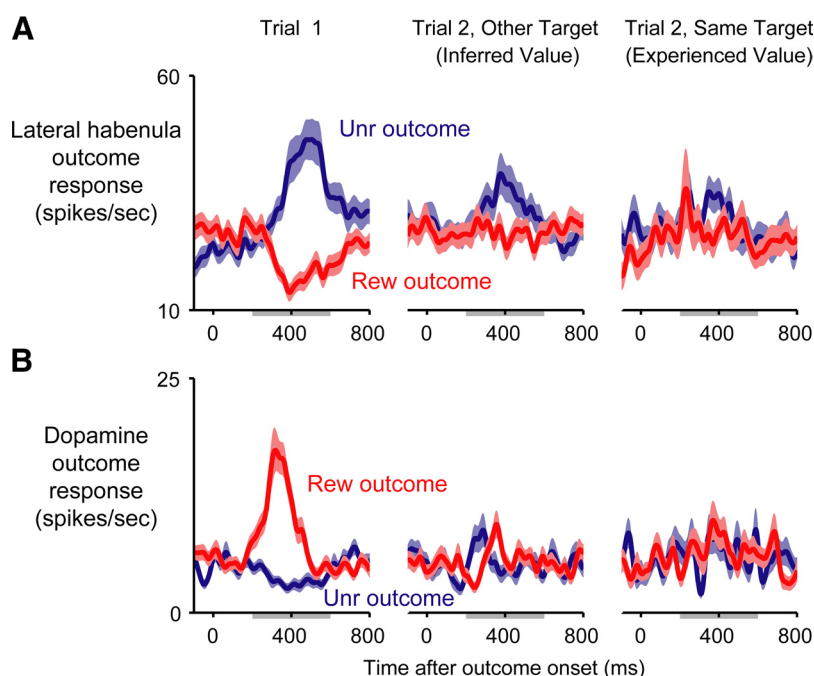 A
Trial 1
Trial 2, Other Target
(Inferred Value)
Trial 2, Same Target
(Experienced Value)
60
Lateral habenula
outcome
response
(spikes/sec)
Unr outcome
Rew outcome
10
0 400 800
0 400 800
0 400 800
B
25
Dopamine
outcome
response
(spikes/sec)
Rew outcome
Unr outcome
0
0 400 800
0 400 800
0 400 800
Time after outcome onset (ms)